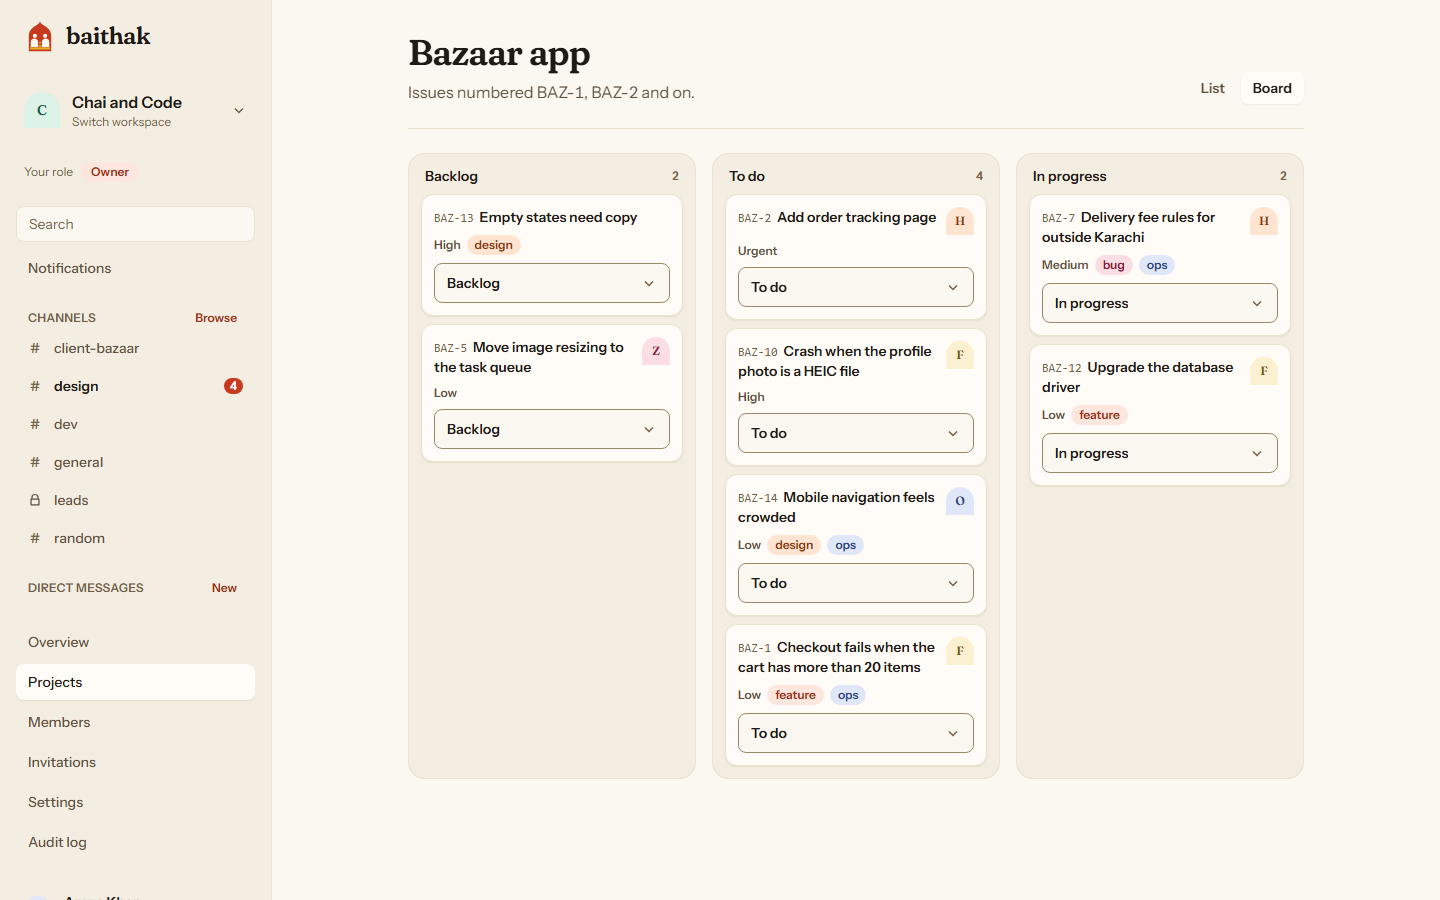 baithak
C
Chai and Code
Switch workspace
Your role Owner
Search
Notifications
CHANNELS Browse
# client-bazaar
# design 4
# dev
# general
leads
# random
DIRECT MESSAGES New
Overview
Projects
Members
Invitations
Settings
Audit log
Bazaar app
Issues numbered BAZ-1, BAZ-2 and on.
List Board
Backlog 2
BAZ-13 Empty states need copy
High design
Backlog
BAZ-5 Move image resizing to
the task queue
Z
Low
Backlog
To do 4
BAZ-2 Add order tracking page
H
Urgent
To do
BAZ-10 Crash when the profile
photo is a HEIC file
F
High
To do
BAZ-14 Mobile navigation feels
crowded
O
Low design ops
To do
BAZ-1 Checkout fails when the
cart has more than 20 items
F
Low feature ops
To do
In progress 2
BAZ-7 Delivery fee rules for
outside Karachi
H
Medium bug ops
In progress
BAZ-12 Upgrade the database
driver
F
Low feature
In progress